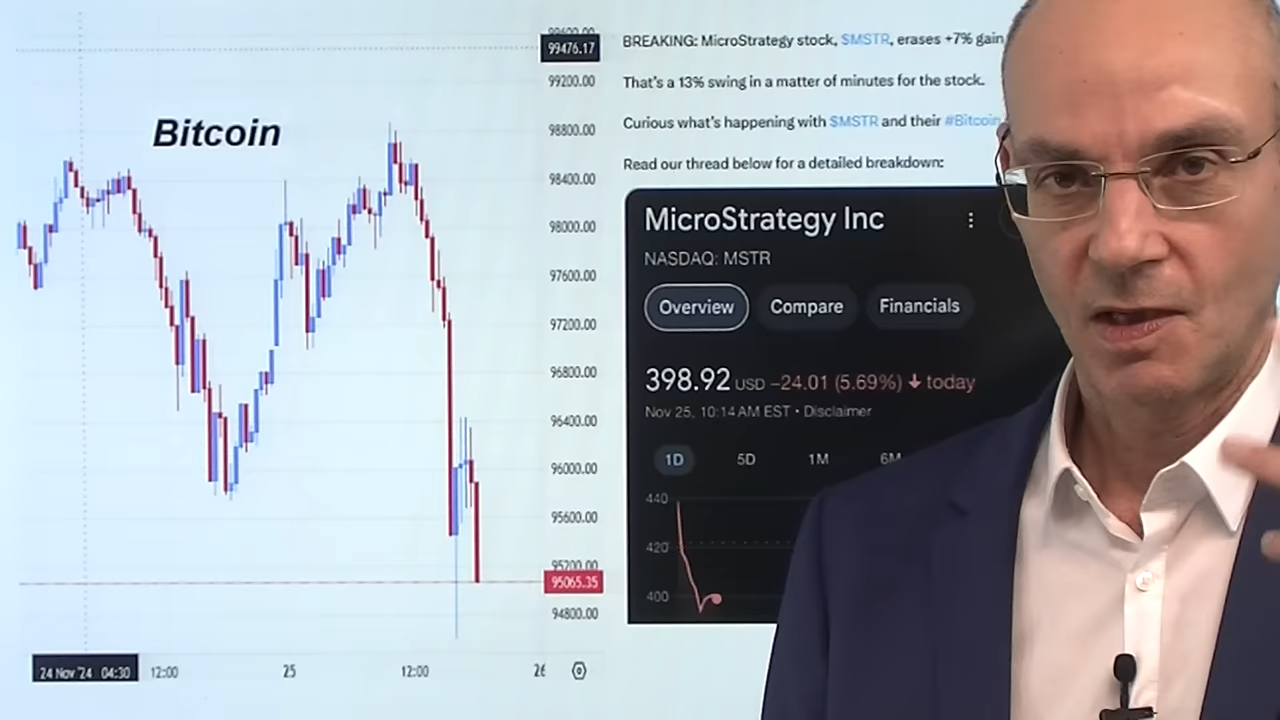 Bitcoin
99476.17
99200.00
98800.00
98400.00
98000.00
97600.00
97200.00
96800.00
96400.00
96000.00
95600.00
95200.00
95065.35
94800.00
24 Nov '24 04:30
12:00
25
12:00
26
BREAKING: MicroStrategy stock, $MSTR, erases +7% gain
That's a 13% swing in a matter of minutes for the stock.
Curious what's happening with $MSTR and their #Bitcoin
Read our thread below for a detailed breakdown:
MicroStrategy Inc
NASDAQ: MSTR
Overview Compare Financials
398.92 USD −24.01 (5.69%) ↓ today
Nov 25, 10:14 AM EST • Disclaimer
1D 5D 1M 6M
440
420
400